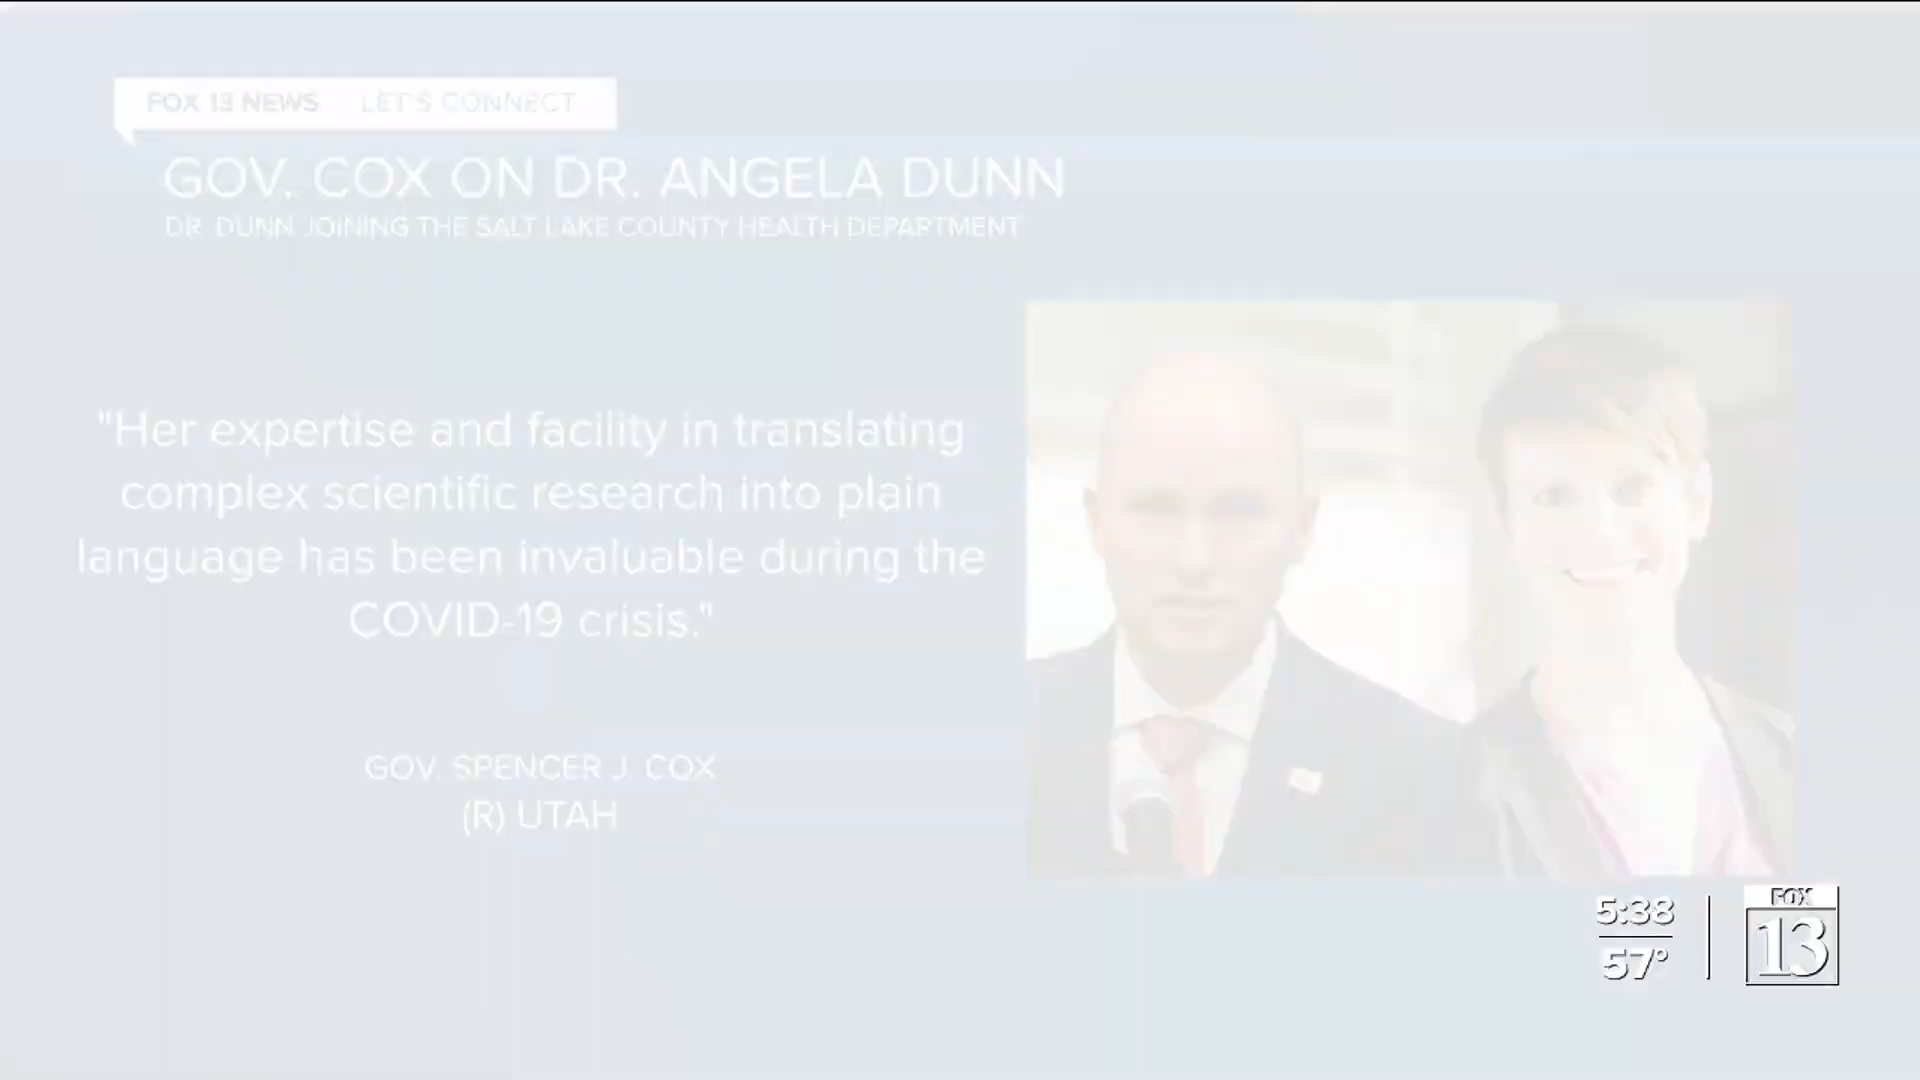 FOX 13 NEWS LET'S CONNECT
GOV. COX ON DR. ANGELA DUNN
DR. DUNN JOINING THE SALT LAKE COUNTY HEALTH DEPARTMENT
"Her expertise and facility in translating
complex scientific research into plain
language has been invaluable during the
COVID-19 crisis."
GOV. SPENCER J. COX
(R) UTAH
5:38
57°
FOX
13